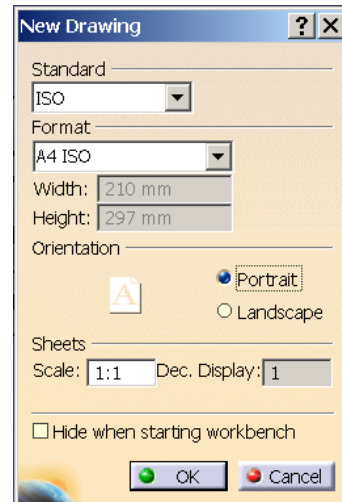 New Drawing ? X
Standard
ISO
Format
A4 ISO
Width: 210 mm
Height: 297 mm
Orientation
A
Portrait
Landscape
Sheets
Scale: 1:1 Dec. Display: 1
Hide when starting workbench
OK Cancel